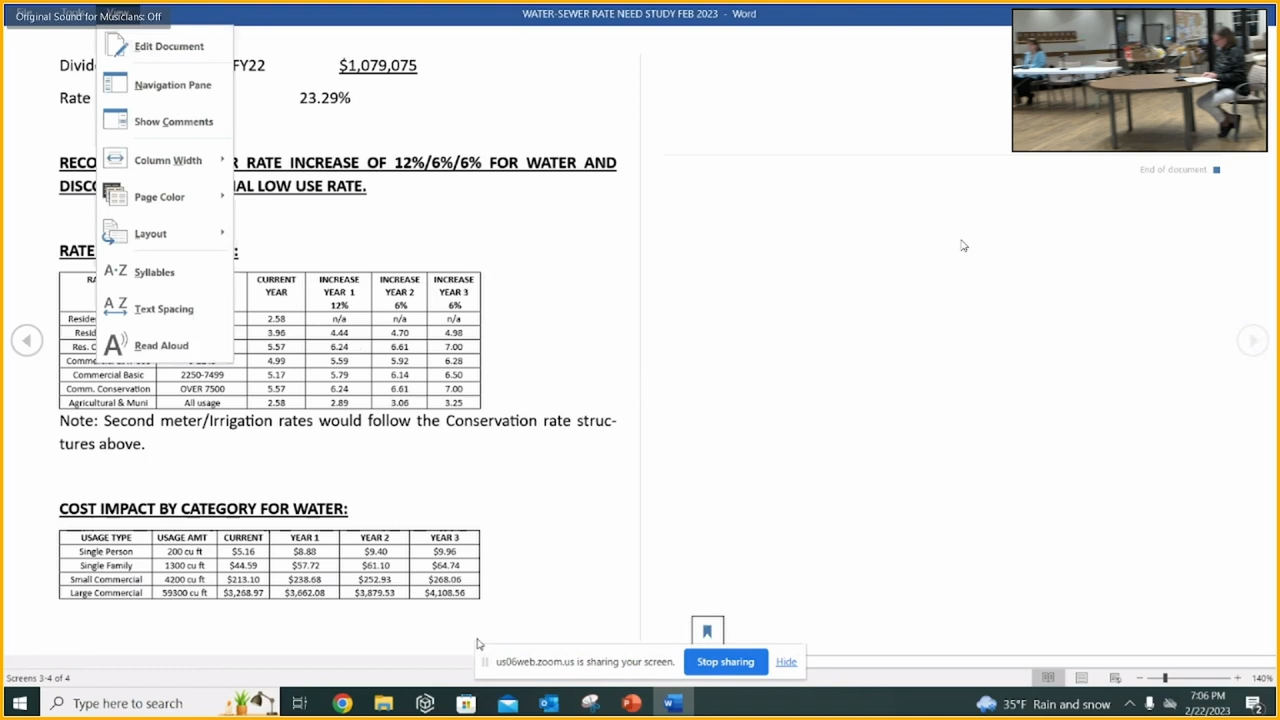 Original Sound for Musicians: Off
WATER-SEWER RATE NEED STUDY FEB 2023 - Word
Edit Document
Navigation Pane
Show Comments
Column Width
Page Color
Layout
Syllables
Text Spacing
Read Aloud
FY22 $1,079,075
Rate 23.29%
RATE INCREASE OF 12%/6%/6% FOR WATER AND
LOW USE RATE.
RATE :
CURRENT YEAR INCREASE YEAR 1 12% INCREASE YEAR 2 6% INCREASE YEAR 3 6%
2.58 n/a n/a n/a
3.96 4.44 4.70 4.98
Res. 5.57 6.24 6.61 7.00
4.99 5.59 5.92 6.28
Commercial Basic 2250-7499 5.17 5.79 6.14 6.50
Comm. Conservation OVER 7500 5.57 6.24 6.61 7.00
Agricultural & Muni All usage 2.58 2.89 3.06 3.25
Note: Second meter/Irrigation rates would follow the Conservation rate struc-
tures above.
COST IMPACT BY CATEGORY FOR WATER:
USAGE TYPE USAGE AMT CURRENT YEAR 1 YEAR 2 YEAR 3
Single Person 200 cu ft $5.16 $8.88 $9.40 $9.96
Single Family 1300 cu ft $44.59 $57.72 $61.10 $64.74
Small Commercial 4200 cu ft $213.10 $238.68 $252.93 $268.06
Large Commercial 59300 cu ft $3,268.97 $3,662.08 $3,879.53 $4,108.56
End of document
us06web.zoom.us is sharing your screen. Stop sharing Hide
Screens 3-4 of 4
140%
Type here to search
35°F Rain and snow
7:06 PM
2/22/2023
2